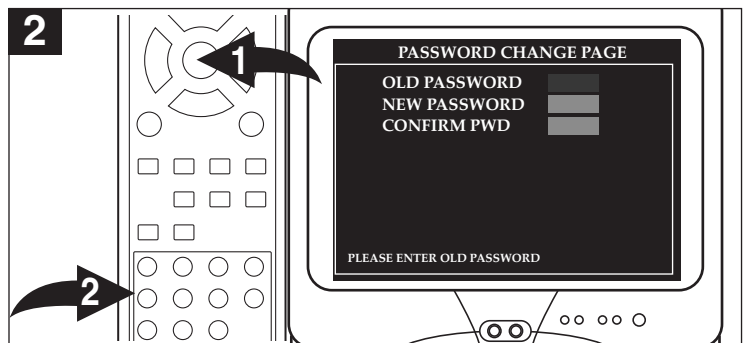 2
1
PASSWORD CHANGE PAGE
OLD PASSWORD
NEW PASSWORD
CONFIRM PWD
PLEASE ENTER OLD PASSWORD
2